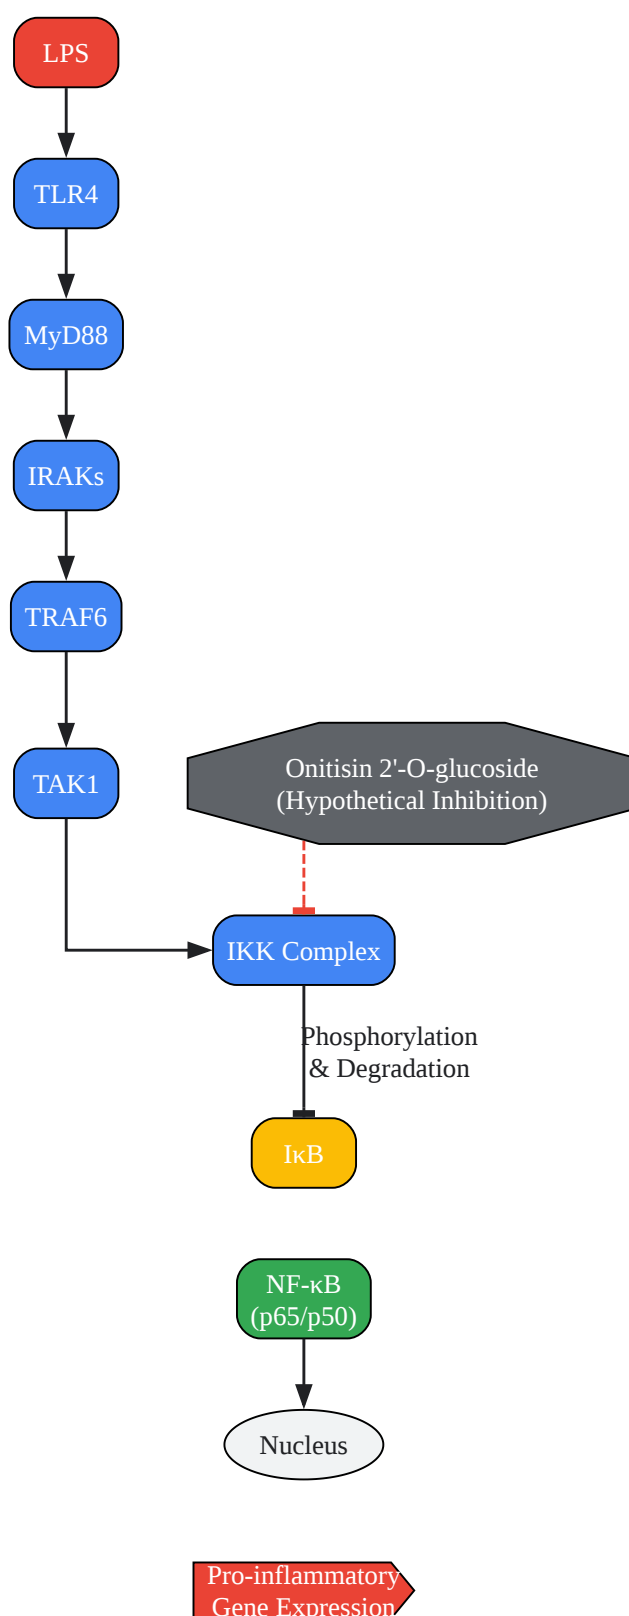 LPS
TLR4
MyD88
IRAKs
TRAF6
TAK1
Onitisin 2'-O-glucoside
(Hypothetical Inhibition)
IKK Complex
Phosphorylation
& Degradation
IκB
NF-κB
(p65/p50)
Nucleus
Pro-inflammatory
Gene Expression